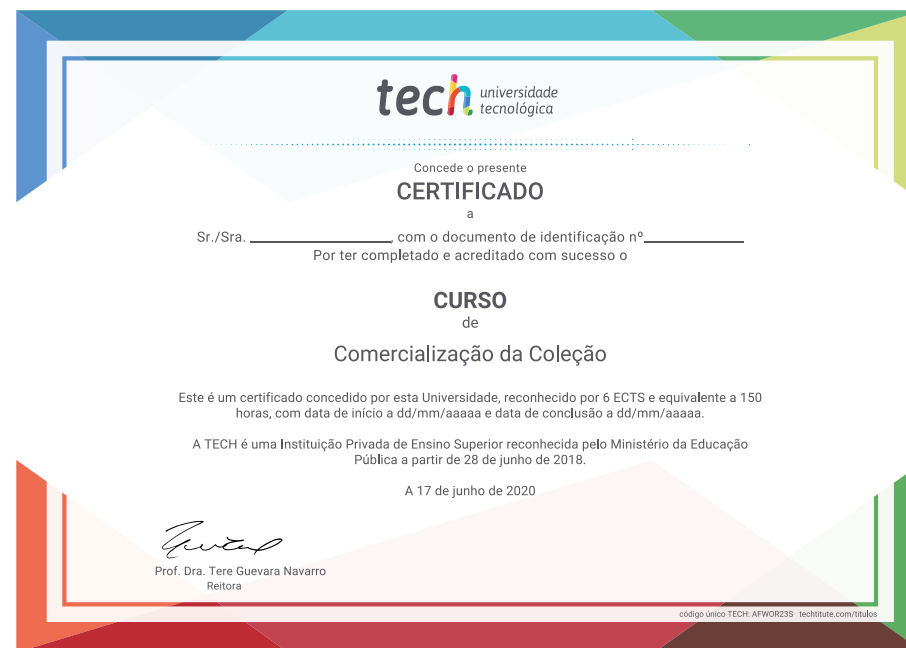 tech universidade
tecnológica
Concede o presente
CERTIFICADO
a
Sr./Sra. ____________________, com o documento de identificação nº______________
Por ter completado e acreditado com sucesso o
CURSO
de
Comercialização da Coleção
Este é um certificado concedido por esta Universidade, reconhecido por 6 ECTS e equivalente a 150
horas, com data de início a dd/mm/aaaaa e data de conclusão a dd/mm/aaaaa.
A TECH é uma Instituição Privada de Ensino Superior reconhecida pelo Ministério da Educação
Pública a partir de 28 de junho de 2018.
A 17 de junho de 2020
Prof. Dra. Tere Guevara Navarro
Reitora
código único TECH: AFWOR23S techtitute.com/titulos